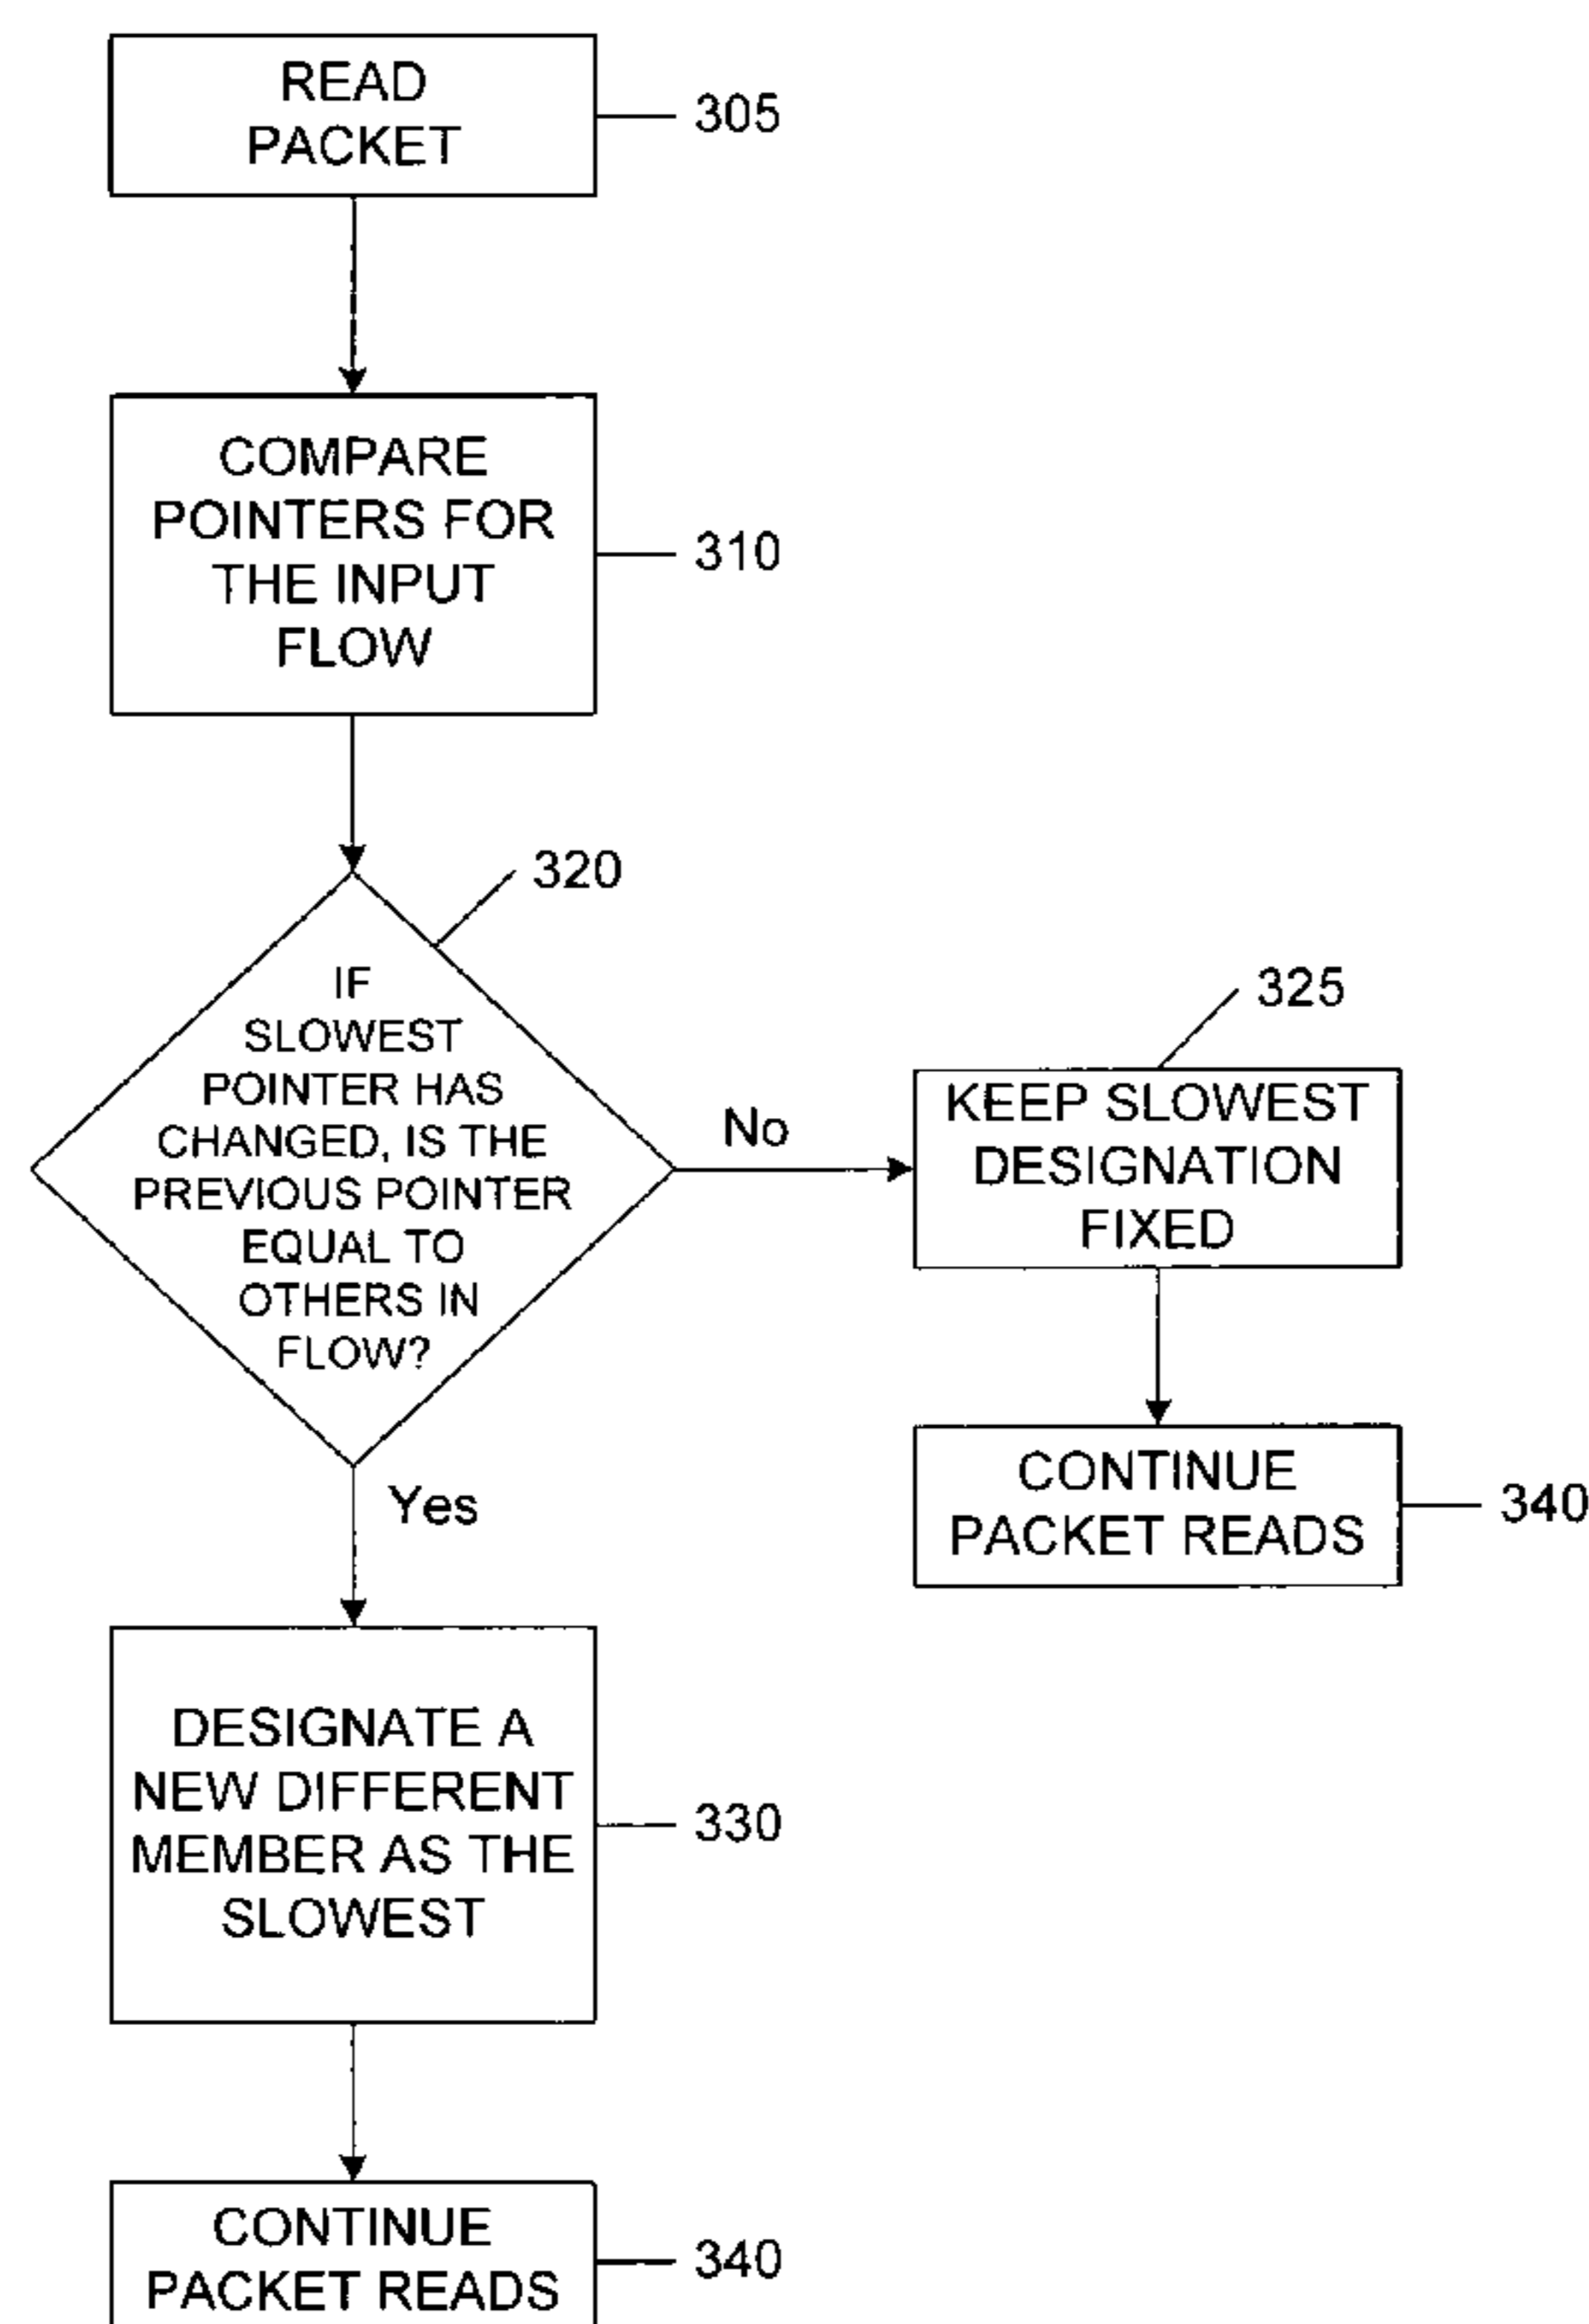 READ
PACKET
305
COMPARE
POINTERS FOR
THE INPUT
FLOW
310
320
IF
SLOWEST
POINTER HAS
CHANGED, IS THE
PREVIOUS POINTER
EQUAL TO
OTHERS IN
FLOW?
No
325
KEEP SLOWEST
DESIGNATION
FIXED
CONTINUE
PACKET READS
340
Yes
DESIGNATE A
NEW DIFFERENT
MEMBER AS THE
SLOWEST
330
CONTINUE
PACKET READS
340